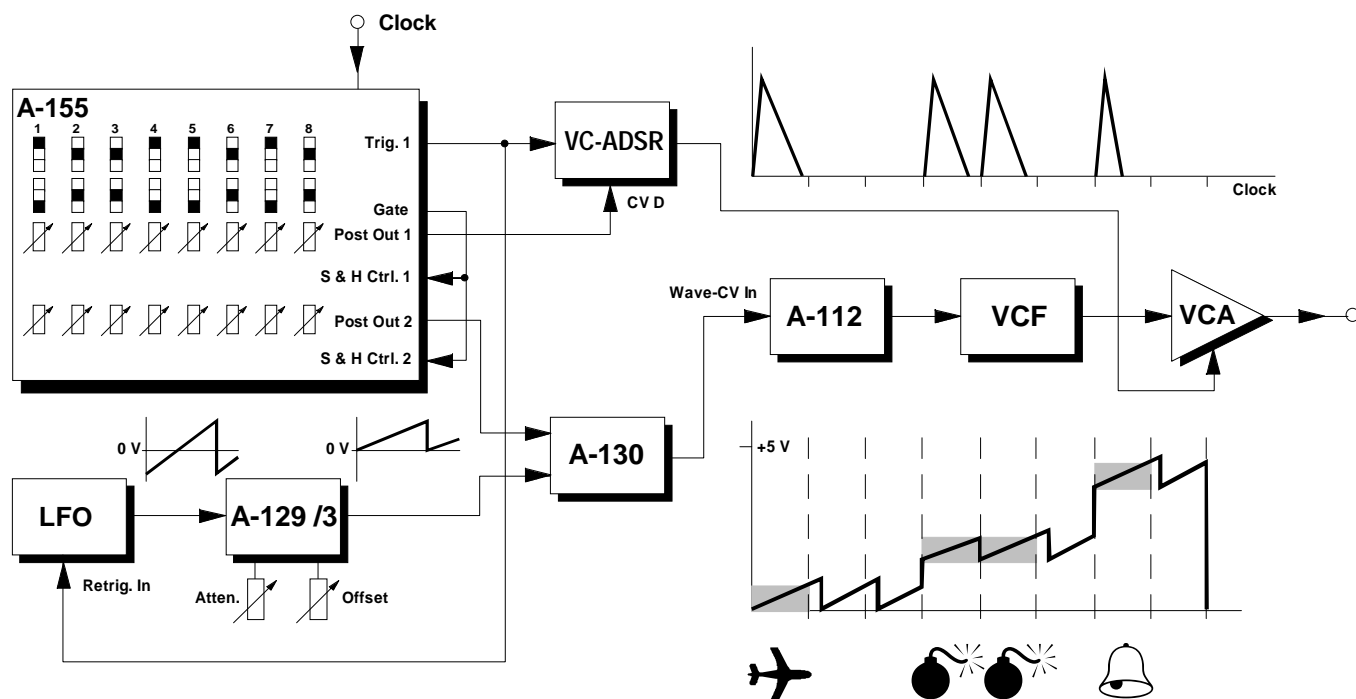 Clock
A-155
1 2 3 4 5 6 7 8
Trig. 1
Gate
Post Out 1
S & H Ctrl. 1
Post Out 2
S & H Ctrl. 2
VC-ADSR
CV D
Clock
Wave-CV In
A-112
VCF
VCA
0 V
0 V
LFO
A-129 /3
A-130
Retrig. In
Atten.
Offset
+5 V